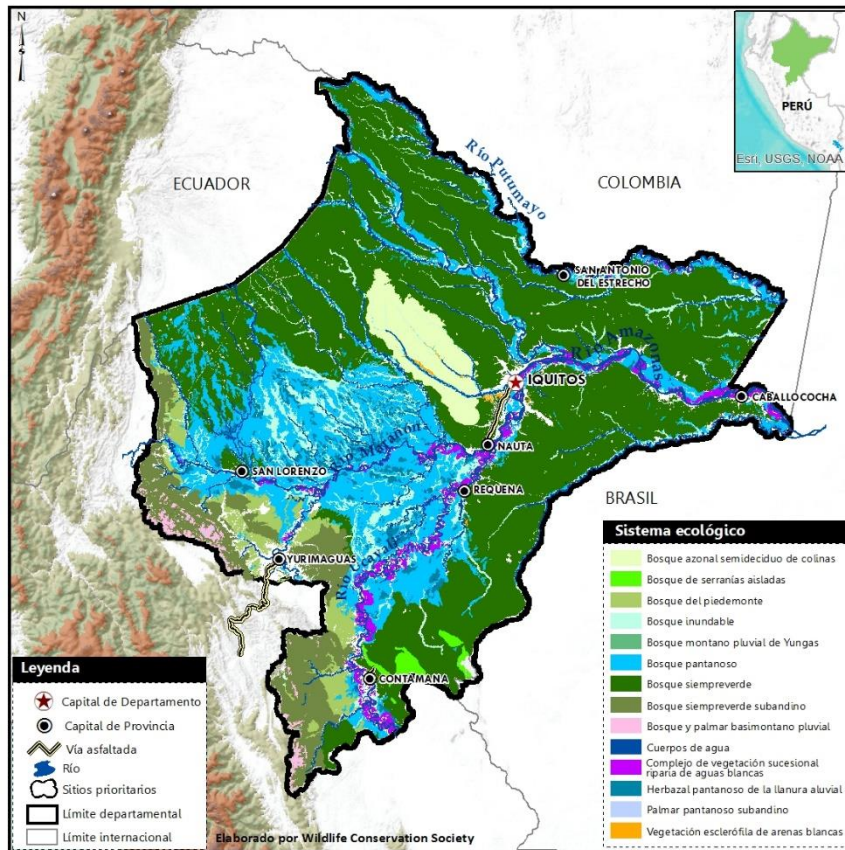 N
ECUADOR
COLOMBIA
PERÚ
Esri, USGS, NOAA
Río Putumayo
SAN ANTONIO
DEL ESTRECHO
Río Amazonas
IQUITOS
CABALLOCOCHA
NAUTA
Río Marañón
SAN LORENZO
REQUENA
BRASIL
YURIMAGUAS
Río Ucayali
CONTAMANA
Leyenda
Capital de Departamento
Capital de Provincia
Vía asfaltada
Río
Sitios prioritarios
Límite departamental
Límite internacional
Elaborado por Wildlife Conservation Society
Sistema ecológico
Bosque azonal semideciduo de colinas
Bosque de serranías aisladas
Bosque del piedemonte
Bosque inundable
Bosque montano pluvial de Yungas
Bosque pantanoso
Bosque siempreverde
Bosque siempreverde subandino
Bosque y palmar basimontano pluvial
Cuerpos de agua
Complejo de vegetación sucesional
riparia de aguas blancas
Herbazal pantanoso de la llanura aluvial
Palmar pantanoso subandino
Vegetación esclerófila de arenas blancas